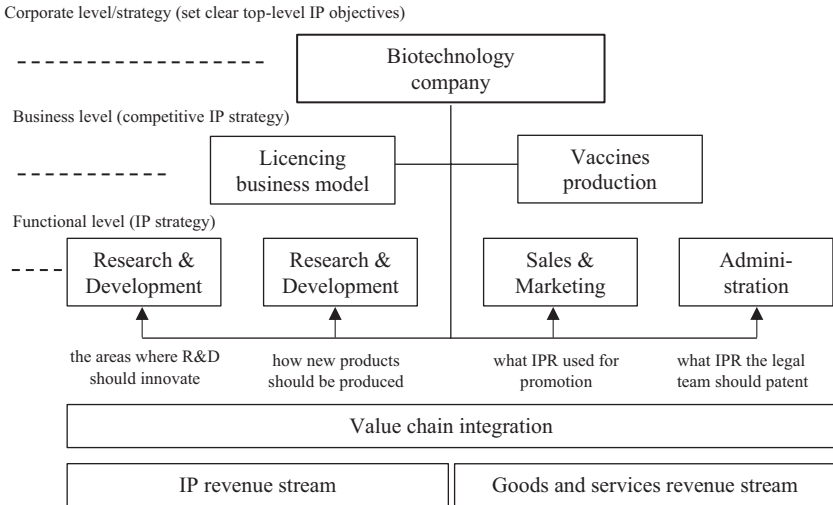 Corporate level/strategy (set clear top-level IP objectives)
Biotechnology
company
Business level (competitive IP strategy)
Licencing
business model
Vaccines
production
Functional level (IP strategy)
Research &
Development
Research &
Development
Sales &
Marketing
Admini-
stration
the areas where R&D
should innovate
how new products
should be produced
what IPR used for
promotion
what IPR the legal
team should patent
Value chain integration
IP revenue stream
Goods and services revenue stream